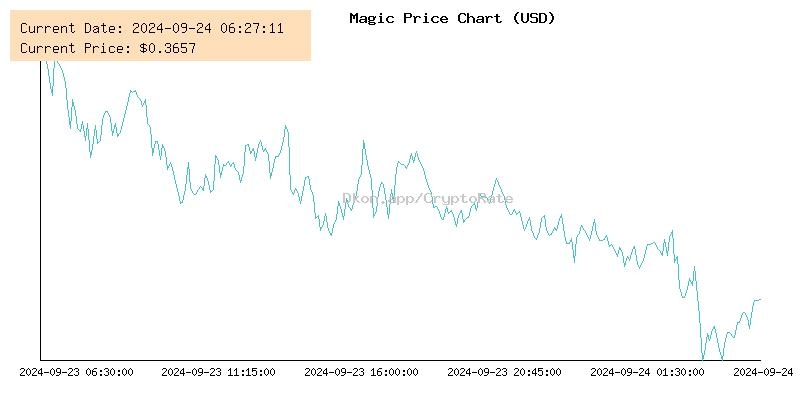 Magic Price Chart (USD)
Current Date: 2024-09-24 06:27:11
Current Price: $0.3657
Dkon.app/CryptoRate
2024-09-23 06:30:00
2024-09-23 11:15:00
2024-09-23 16:00:00
2024-09-23 20:45:00
2024-09-24 01:30:00
2024-09-24